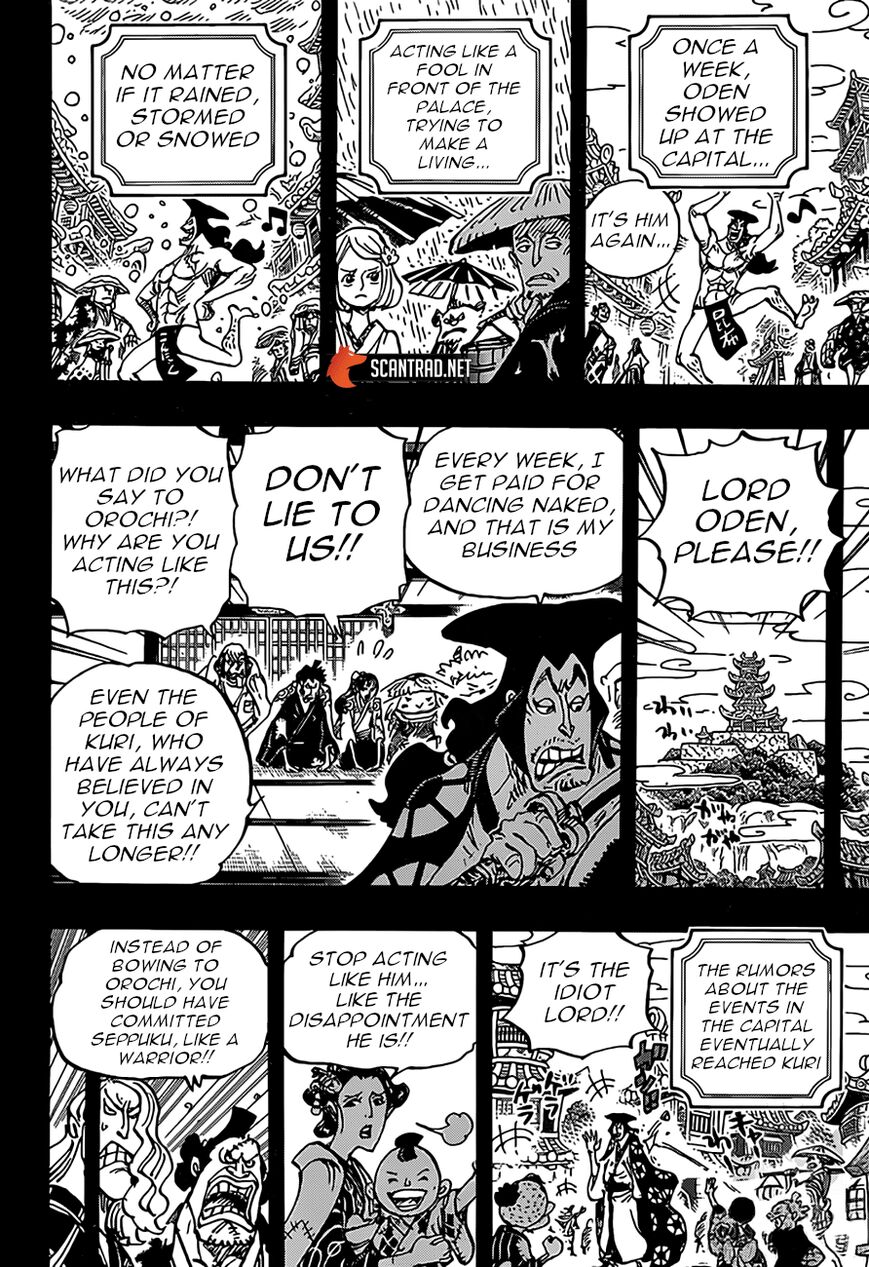 ONCE A
WEEK,
ODEN
SHOWED
UP AT THE
CAPITAL...
IT'S HIM
AGAIN...
ACTING LIKE A
FOOL IN
FRONT OF THE
PALACE,
TRYING TO
MAKE A
LIVING...
NO MATTER
IF IT RAINED,
STORMED
OR SNOWED
SCANTRAD.NET
LORD
ODEN,
PLEASE!!
EVERY WEEK, I
GET PAID FOR
DANCING NAKED,
AND THAT IS MY
BUSINESS
DON'T
LIE TO
US!!
WHAT DID YOU
SAY TO
OROCHI?!
WHY ARE YOU
ACTING LIKE
THIS?!
EVEN THE
PEOPLE OF
KURI, WHO
HAVE ALWAYS
BELIEVED IN
YOU, CAN'T
TAKE THIS ANY
LONGER!!
THE RUMORS
ABOUT THE
EVENTS IN
THE CAPITAL
EVENTUALLY
REACHED KURI
IT'S THE
IDIOT
LORD!!
STOP ACTING
LIKE HIM...
LIKE THE
DISAPPOINTMENT
HE IS!!
INSTEAD OF
BOWING TO
OROCHI, YOU
SHOULD HAVE
COMMITTED
SEPPUKU, LIKE A
WARRIOR!!